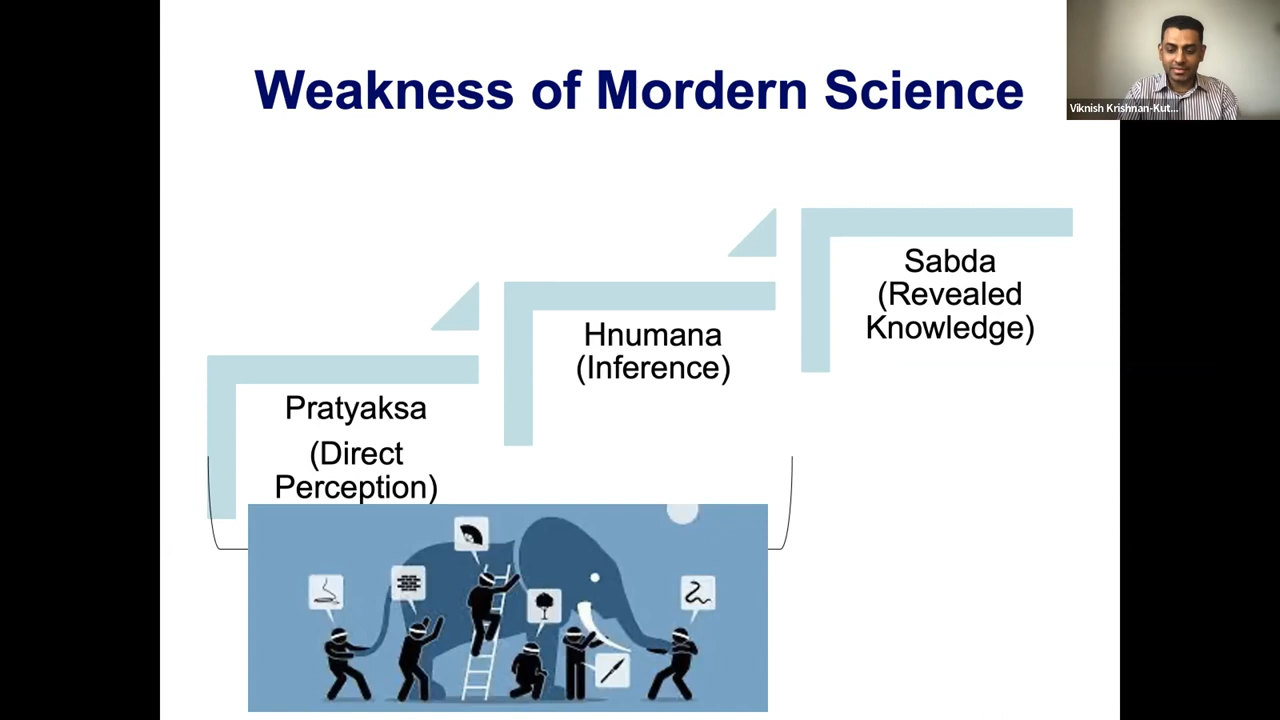 Weakness of Mordern Science
Viknish Krishnan-Kut...
Sabda
(Revealed
Knowledge)
Hnumana
(Inference)
Pratyaksa
(Direct
Perception)